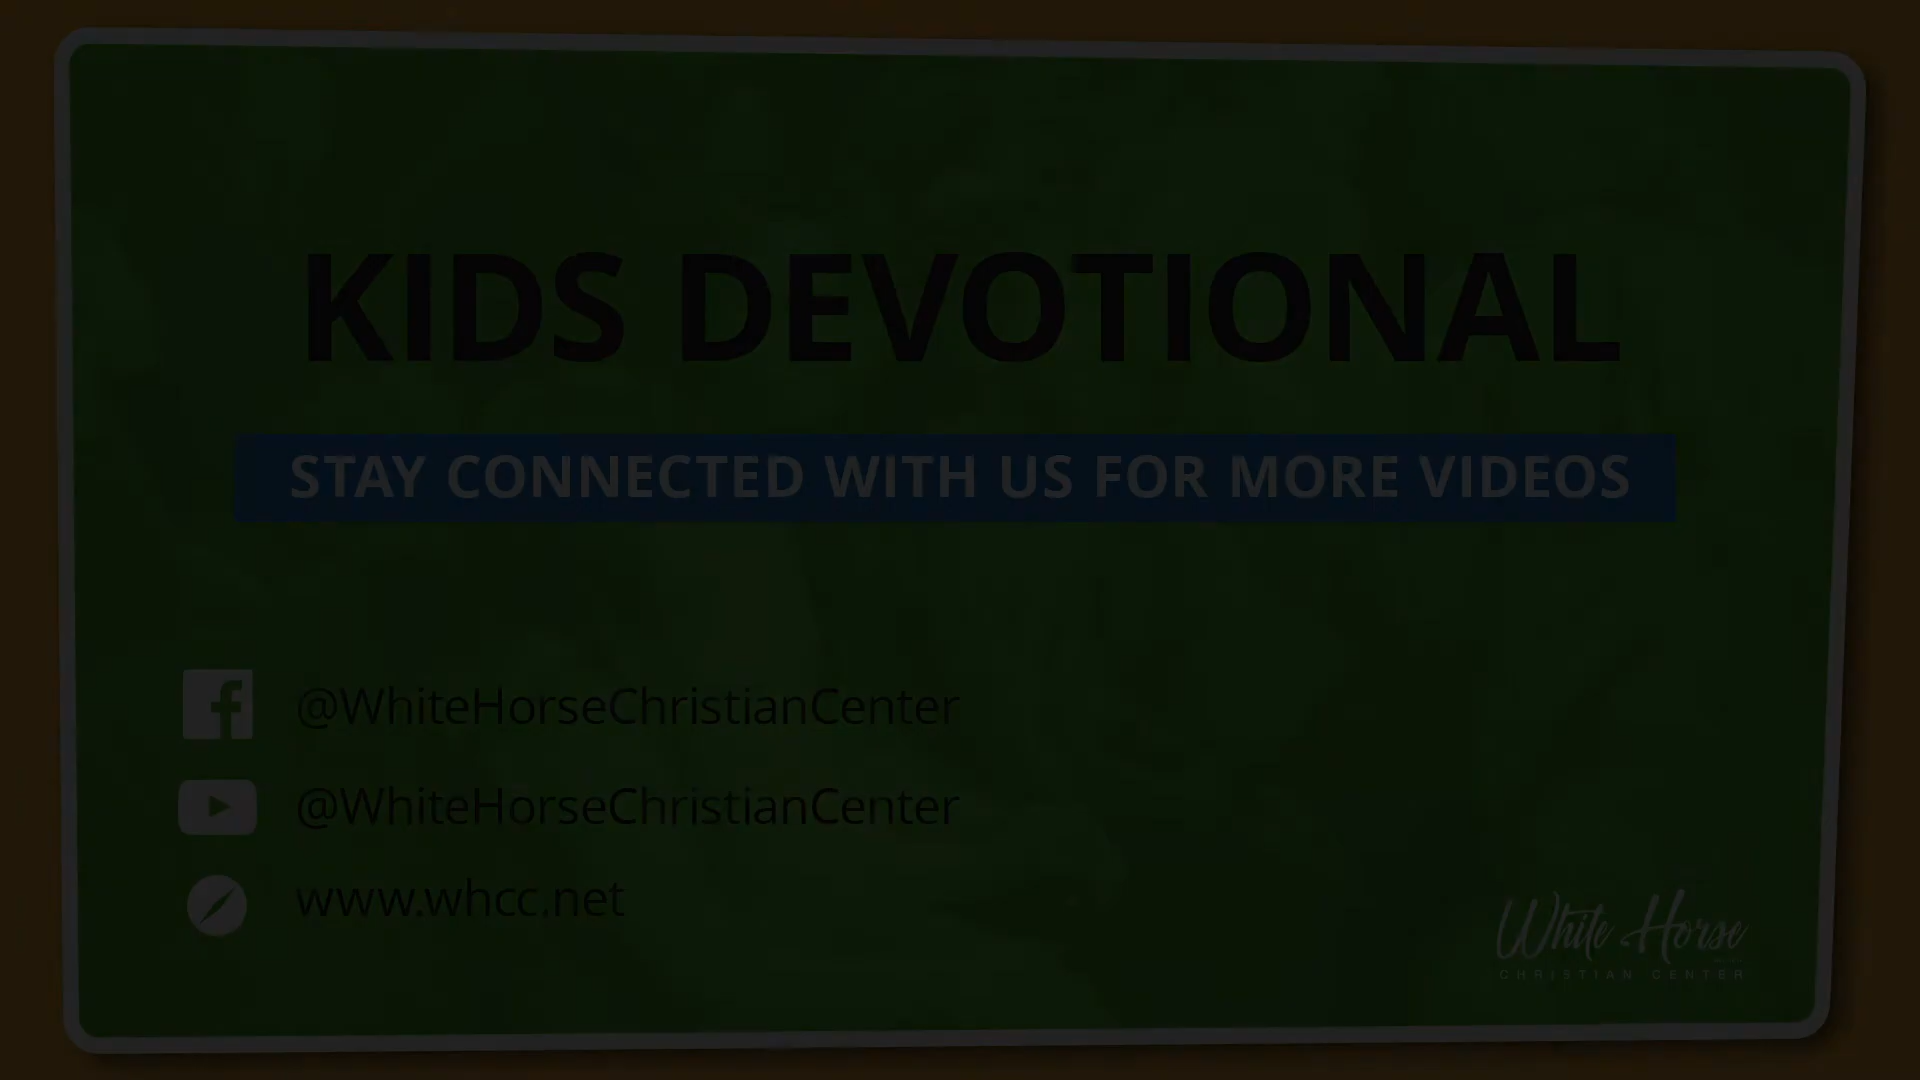 KIDS DEVOTIONAL
STAY CONNECTED WITH US FOR MORE VIDEOS
@WhiteHorseChristianCenter
@WhiteHorseChristianCenter
www.whcc.net
White Horse
CHRISTIAN CENTER